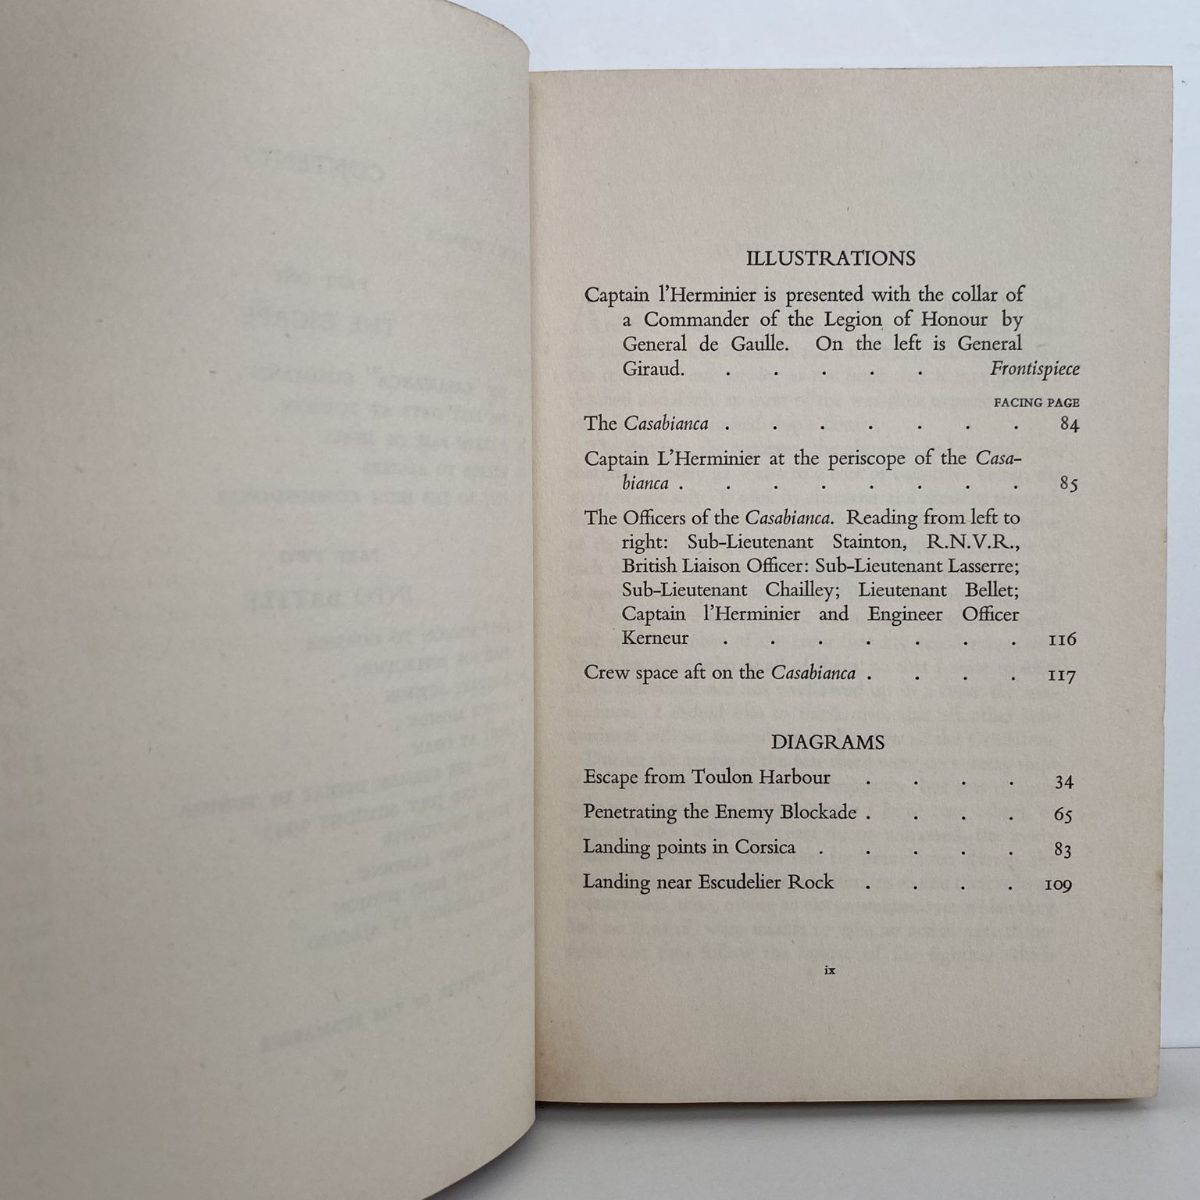 ILLUSTRATIONS
Captain l'Herminier is presented with the collar of
a Commander of the Legion of Honour by
General de Gaulle. On the left is General
Giraud. . . . . . Frontispiece
FACING PAGE
The Casabianca . . . . . . . 84
Captain L'Herminier at the periscope of the Casa-
bianca . . . . . . . . 85
The Officers of the Casabianca. Reading from left to
right: Sub-Lieutenant Stainton, R.N.V.R.,
British Liaison Officer: Sub-Lieutenant Lasserre;
Sub-Lieutenant Chailley; Lieutenant Bellet;
Captain l'Herminier and Engineer Officer
Kerneur . . . . . . . 116
Crew space aft on the Casabianca . . . . 117
DIAGRAMS
Escape from Toulon Harbour . . . . 34
Penetrating the Enemy Blockade . . . . 65
Landing points in Corsica . . . . . 83
Landing near Escudelier Rock . . . . 109
ix